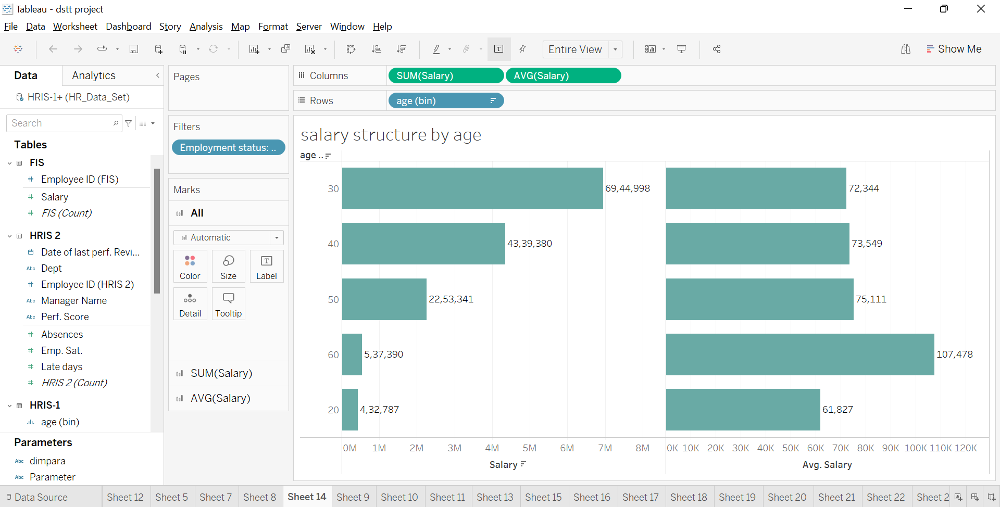 Tableau - dstt project
File Data Worksheet Dashboard Story Analysis Map Format Server Window Help
Entire View
Show Me
Data
Analytics
HRIS-1+ (HR_Data_Set)
Search
Tables
FIS
# Employee ID (FIS)
# Salary
# FIS (Count)
HRIS 2
Date of last perf. Revi...
Abc Dept
# Employee ID (HRIS 2)
Abc Manager Name
Abc Perf. Score
# Absences
# Emp. Sat.
# Late days
# HRIS 2 (Count)
HRIS-1
age (bin)
Parameters
Abc dimpara
Abc Parameter
Pages
Filters
Employment status: ..
Marks
All
Automatic
Color
Size
T
Label
Detail
Tooltip
SUM(Salary)
AVG(Salary)
Columns
SUM(Salary)
AVG(Salary)
Rows
age (bin)
salary structure by age
age ..
30 69,44,998 72,344
40 43,39,380 73,549
50 22,53,341 75,111
60 5,37,390 107,478
20 4,32,787 61,827
0M 1M 2M 3M 4M 5M 6M 7M 8M
0K 10K 20K 30K 40K 50K 60K 70K 80K 90K 100K 110K 120K
Salary
Avg. Salary
Data Source
Sheet 12
Sheet 5
Sheet 7
Sheet 8
Sheet 14
Sheet 9
Sheet 10
Sheet 11
Sheet 13
Sheet 15
Sheet 16
Sheet 17
Sheet 18
Sheet 19
Sheet 20
Sheet 21
Sheet 22
Sheet 2